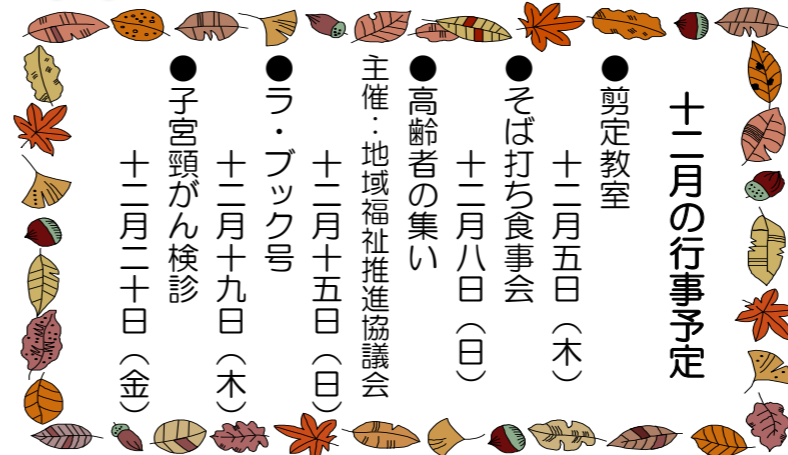 十二月の行事予定
●剪定教室
十二月五日（木）
●そば打ち食事会
十二月八日（日）
●高齢者の集い
主催：地域福祉推進協議会
十二月十五日（日）
●ラ・ブック号
十二月十九日（木）
●子宮頸がん検診
十二月二十日（金）